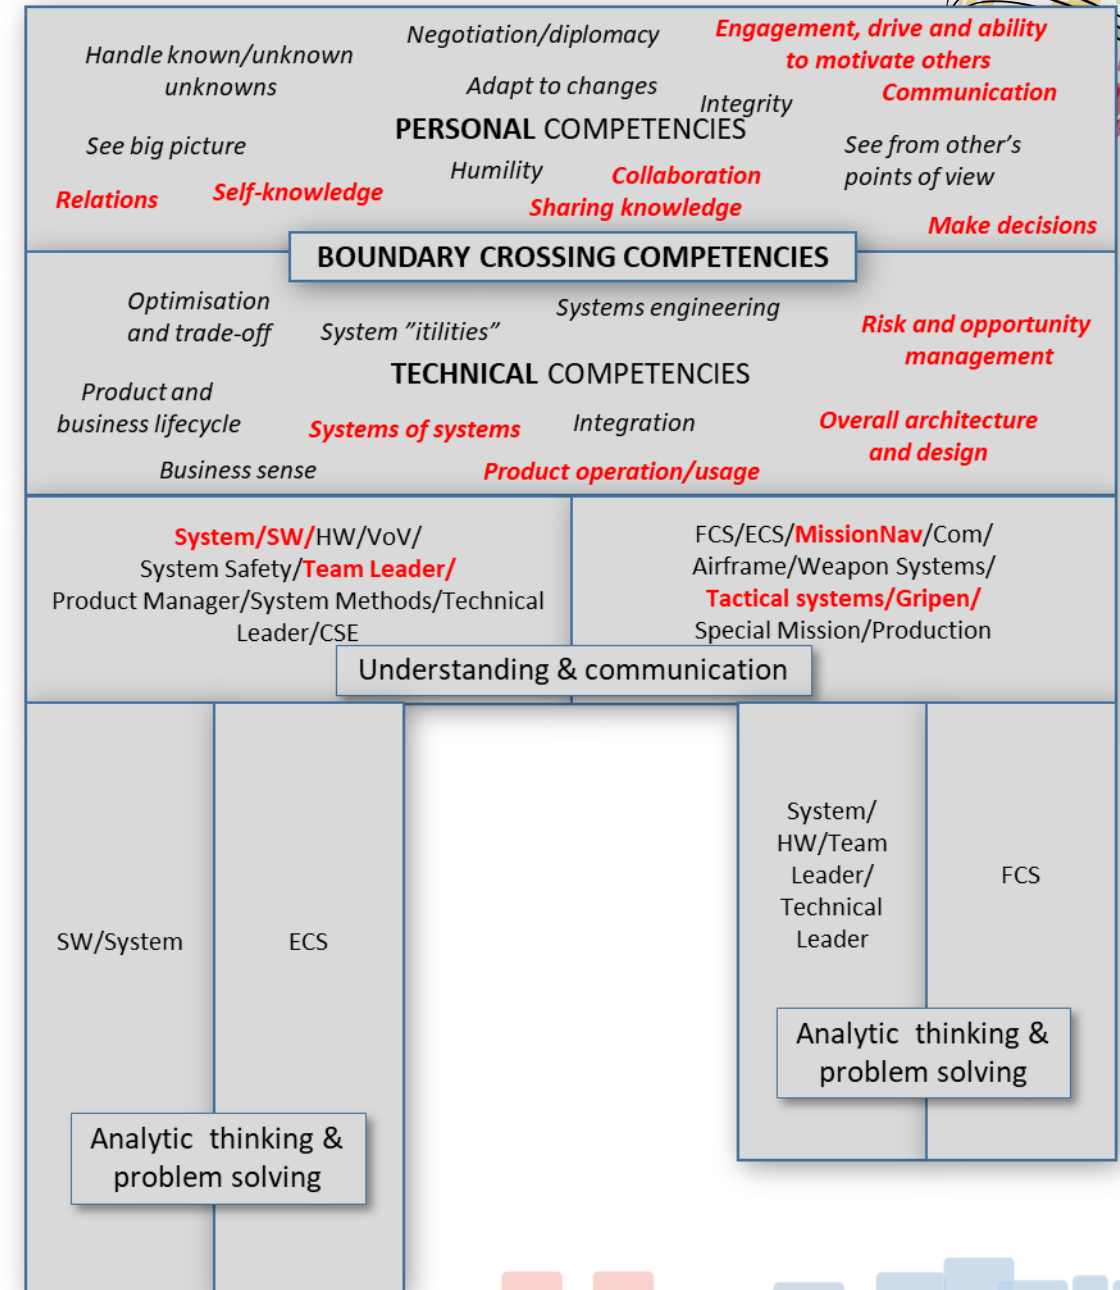 Negotiation/diplomacy
Engagement, drive and ability
to motivate others
Handle known/unknown
unknowns
Adapt to changes
Communication
Integrity
PERSONAL COMPETENCIES
See big picture
See from other's
points of view
Humility
Collaboration
Relations
Self-knowledge
Sharing knowledge
Make decisions
BOUNDARY CROSSING COMPETENCIES
Optimisation
and trade-off
System ”itilities”
Systems engineering
Risk and opportunity
management
TECHNICAL COMPETENCIES
Product and
business lifecycle
Systems of systems
Integration
Overall architecture
and design
Business sense
Product operation/usage
System/SW/HW/VoV/
System Safety/Team Leader/
Product Manager/System Methods/Technical
Leader/CSE
FCS/ECS/MissionNav/Com/
Airframe/Weapon Systems/
Tactical systems/Gripen/
Special Mission/Production
Understanding & communication
SW/System
ECS
System/
HW/Team
Leader/
Technical
Leader
FCS
Analytic thinking &
problem solving
Analytic thinking &
problem solving